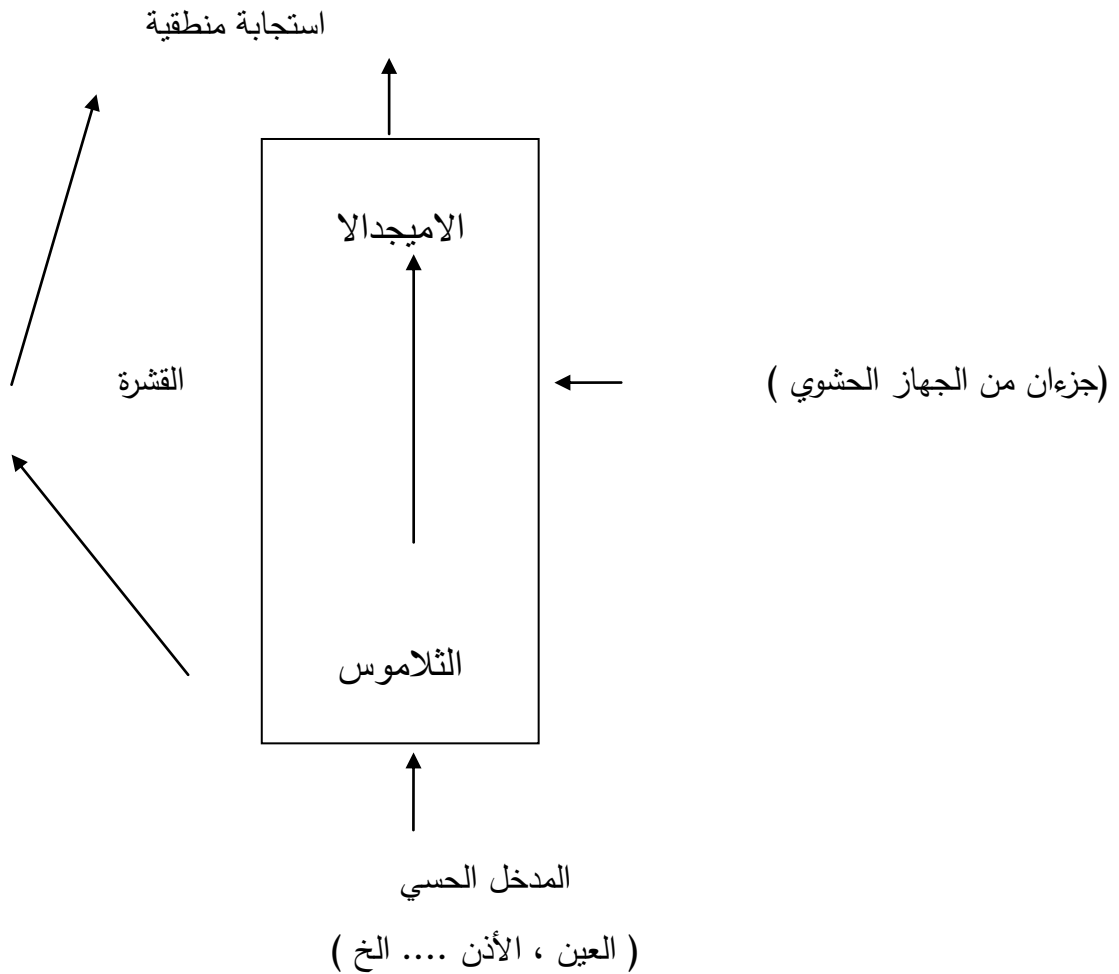 استجابة منطقية
الاميجدالا
القشرة
(جزءان من الجهاز الحشوي )
الثلاموس
المدخل الحسي
( العين ، الأذن .... الخ )